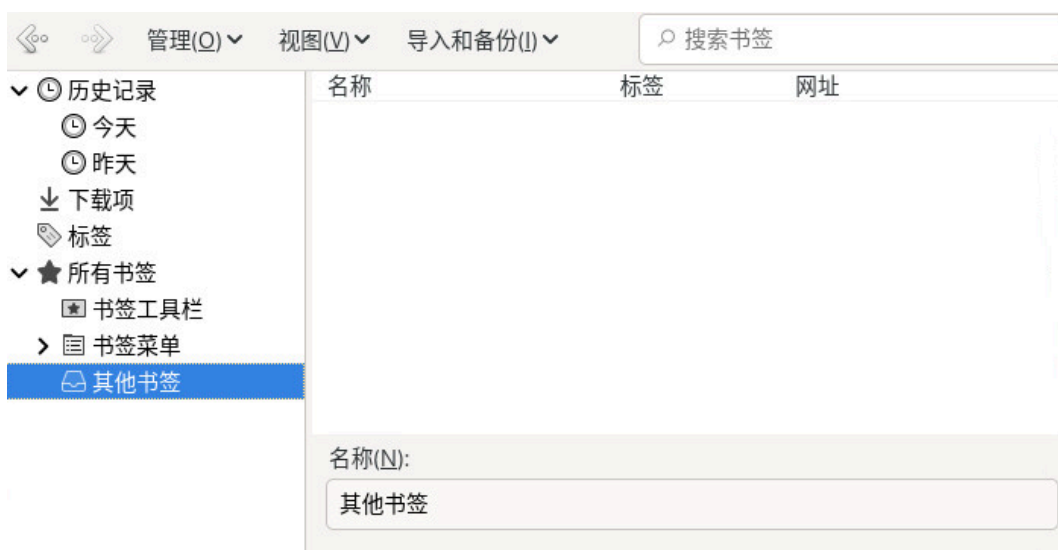 管理(O) 视图(V) 导入和备份(I) 搜索书签
历史记录
今天
昨天
下载项
标签
所有书签
书签工具栏
书签菜单
其他书签
名称 标签 网址
名称(N):
其他书签